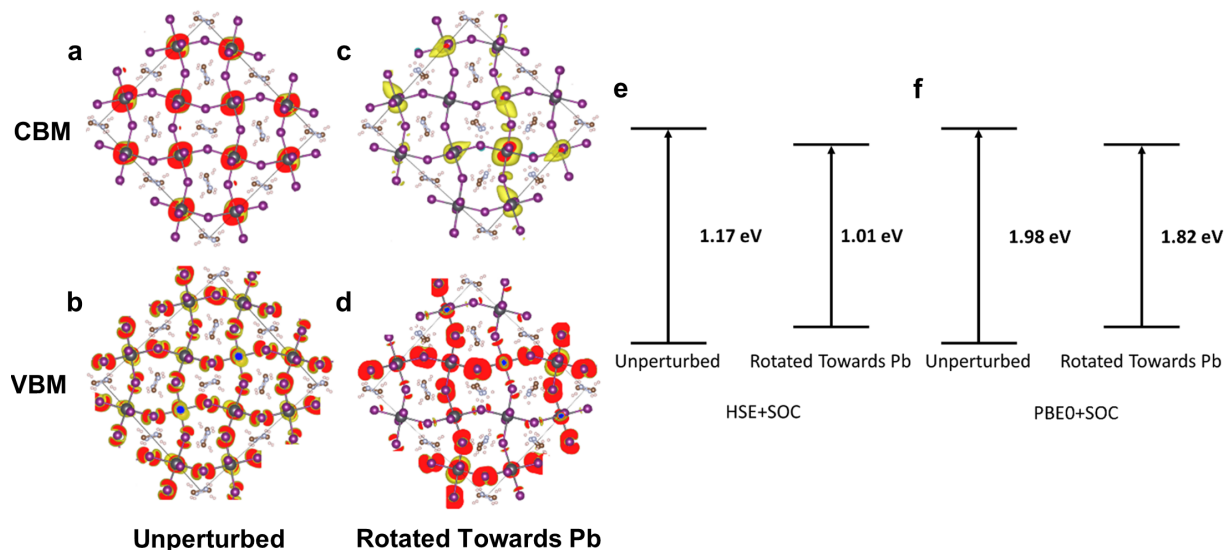 a
c
e
f
CBM
1.17 eV
1.01 eV
1.98 eV
1.82 eV
b
d
VBM
Unperturbed
Rotated Towards Pb
Unperturbed
Rotated Towards Pb
HSE+SOC
PBE0+SOC
Unperturbed
Rotated Towards Pb